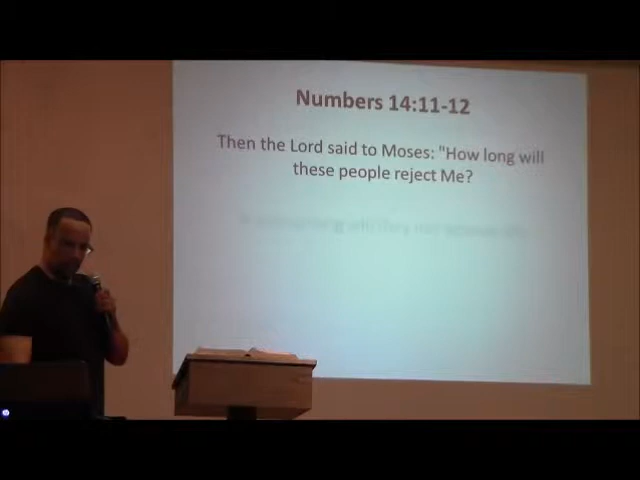 Numbers 14:11-12
Then the Lord said to Moses: "How long will
these people reject Me?